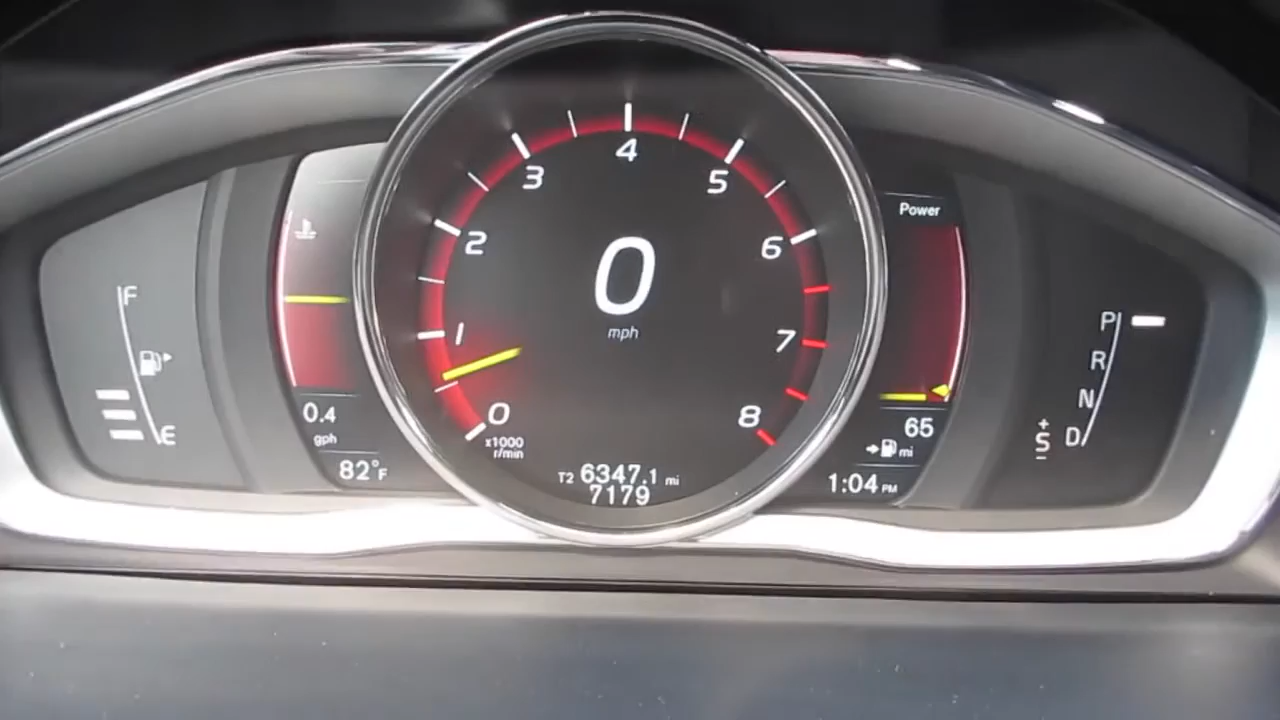 F
E
0.4
gph
82°F
0
1
2
3
4
5
6
7
8
x1000
r/min
0
mph
T2 6347.1 mi
7179
Power
65
mi
1:04 PM
P
R
N
D
+
S
-